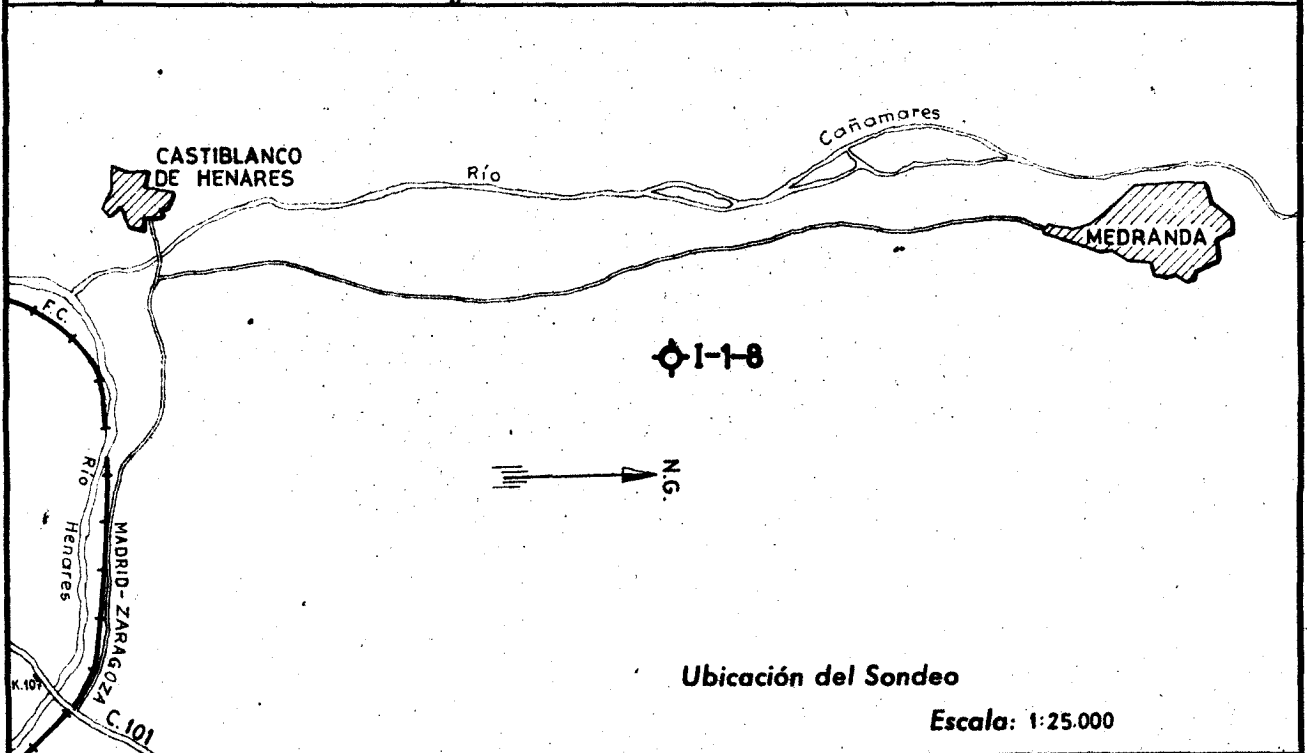 Cañamares
CASTIBLANCO
DE HENARES
Río
MEDRANDA
F.C.
I-1-8
N.G.
Río
Henares
MADRID-ZARAGOZA
K.107
C.101
Ubicación del Sondeo
Escala: 1:25.000